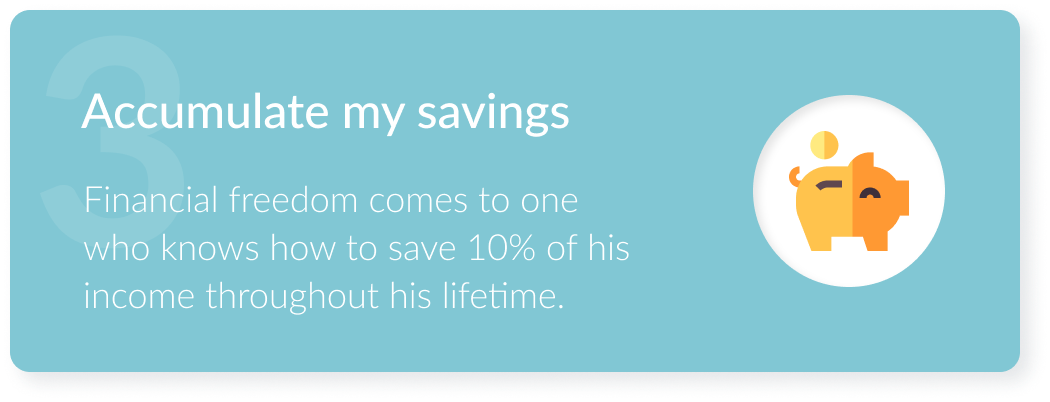 3
Accumulate my savings
Financial freedom comes to one
who knows how to save 10% of his
income throughout his lifetime.